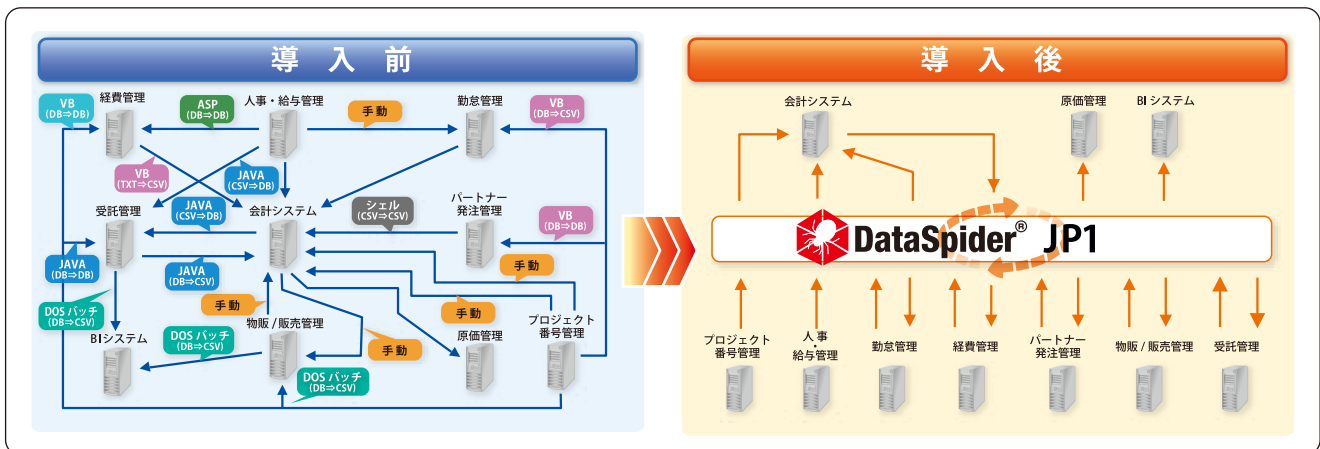 導入前
経費管理
人事・給与管理
勤怠管理
VB
(DB⇒DB)
ASP
(DB⇒DB)
手動
VB
(DB⇒CSV)
VB
(TXT⇒CSV)
JAVA
(CSV⇒DB)
受託管理
JAVA
(CSV⇒DB)
会計システム
シェル
(CSV⇒CSV)
パートナー
発注管理
VB
(DB⇒DB)
JAVA
(DB⇒DB)
JAVA
(DB⇒CSV)
手動
DOS バッチ
(DB⇒CSV)
手動
手動
BIシステム
DOS バッチ
(DB⇒CSV)
物販 / 販売管理
手動
原価管理
プロジェクト
番号管理
DOS バッチ
(DB⇒CSV)
導入後
会計システム
原価管理
BI システム
DataSpider® JP1
プロジェクト
番号管理
人事
・
給与管理
勤怠管理
経費管理
パートナー
発注管理
物販 / 販売管理
受託管理